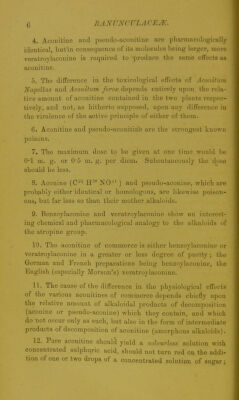 6 RANUNCULACEÆ.
4. Aconitine and pseudo-aconitine are pharmacologically
identical, but in consequence of its molecules being larger, more
veratroylaconine is required to produce the same effects as
aconitine.
5. The difference in the toxicological effects of Aconitum
Napellus and Aconitum ferox depends entirely upon the rela-
tive amount of aconitine contained in the two plants respec-
tively, and not, as hitherto supposed, upon any difference in
the virulence of the active principle of either of them.
6. Aconitine and pseudo-aconitine are the strongest known
poisons.
7. The maximum dose to be given at one time would be
0·1 m. g. or 0·5 m. g. per diem. Subcutaneously the dose
should be less.
8. Aconine and pseudo-aconine, which are
probably either identical or homologous, are likewise poison-
ous, but far less so than their mother alkaloids.
9. Benzoylaconine and veratroylaconine show an interest-
ing chemical and pharmacological analogy to the alkaloids of
the atropine group.
10. The aconitine of commerce is either benzoylaconine or
veratroylaconine in a greater or less degree of purity; the
German and French preparations being benzoylaconine, the
English (especially Morson's) veratroylaconine.
11. The cause of the difference in the physiological effects
of the various aconitines of commerce depends chiefly upon
the relative amount of alkaloidal products of decomposition
(aconine or pseudo-aconine) which they contain, and which
do not occur only as such, but also in the form of intermediate
products of decomposition of aconitine (amorphous alkaloids).
12. Pure aconitine should yield a colourless solution with
concentrated sulphuric acid, should not turn red on the addi-
tion of one or two drops of a concentrated solution of sugar;